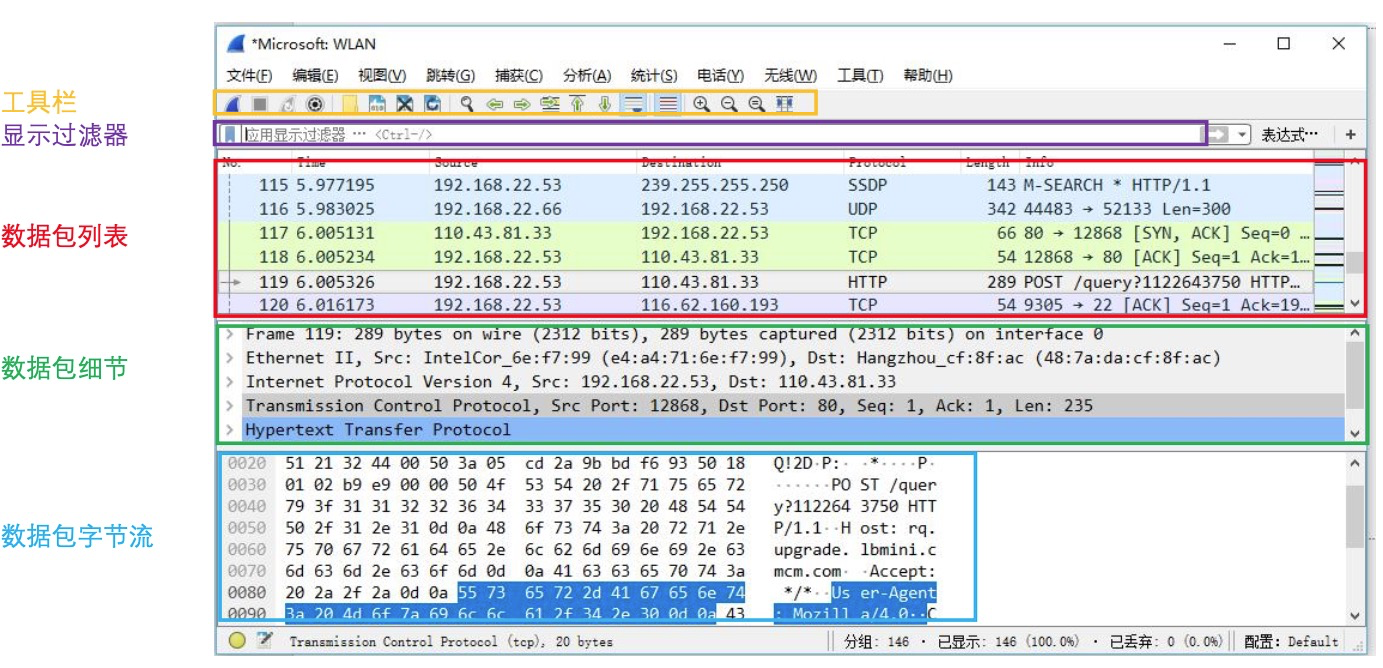 *Microsoft: WLAN
文件(F) 编辑(E) 视图(V) 跳转(G) 捕获(C) 分析(A) 统计(S) 电话(Y) 无线(W) 工具(T) 帮助(H)
工具栏
显示过滤器
应用显示过滤器 … <Ctrl-/> 表达式… +
No. Time Source Destination Protocol Length Info
115 5.977195 192.168.22.53 239.255.255.250 SSDP 143 M-SEARCH * HTTP/1.1
116 5.983025 192.168.22.66 192.168.22.53 UDP 342 44483 → 52133 Len=300
数据包列表
117 6.005131 110.43.81.33 192.168.22.53 TCP 66 80 → 12868 [SYN, ACK] Seq=0 …
118 6.005234 192.168.22.53 110.43.81.33 TCP 54 12868 → 80 [ACK] Seq=1 Ack=1…
119 6.005326 192.168.22.53 110.43.81.33 HTTP 289 POST /query?1122643750 HTTP…
120 6.016173 192.168.22.53 116.62.160.193 TCP 54 9305 → 22 [ACK] Seq=1 Ack=19…
Frame 119: 289 bytes on wire (2312 bits), 289 bytes captured (2312 bits) on interface 0
Ethernet II, Src: IntelCor_6e:f7:99 (e4:a4:71:6e:f7:99), Dst: Hangzhou_cf:8f:ac (48:7a:da:cf:8f:ac)
数据包细节
Internet Protocol Version 4, Src: 192.168.22.53, Dst: 110.43.81.33
Transmission Control Protocol, Src Port: 12868, Dst Port: 80, Seq: 1, Ack: 1, Len: 235
Hypertext Transfer Protocol
0020 51 21 32 44 00 50 3a 05 cd 2a 9b bd f6 93 50 18 Q!2D·P:· ·*····P·
0030 01 02 b9 e9 00 00 50 4f 53 54 20 2f 71 75 65 72 ······PO ST /quer
0040 79 3f 31 31 32 32 36 34 33 37 35 30 20 48 54 54 y?112264 3750 HTT
0050 50 2f 31 2e 31 0d 0a 48 6f 73 74 3a 20 72 71 2e P/1.1··H ost: rq.
数据包字节流
0060 75 70 67 72 61 64 65 2e 6c 62 6d 69 6e 69 2e 63 upgrade. lbmini.c
0070 6d 63 6d 2e 63 6f 6d 0d 0a 41 63 63 65 70 74 3a mcm.com· ·Accept:
0080 20 2a 2f 2a 0d 0a 55 73 65 72 2d 41 67 65 6e 74 */*··Us er-Agent
0090 3a 20 4d 6f 7a 69 6c 6c 61 2f 34 2e 30 0d 0a 43 : Mozill a/4.0··C
Transmission Control Protocol (tcp), 20 bytes 分组: 146 · 已显示: 146 (100.0%) · 已丢弃: 0 (0.0%) 配置: Default